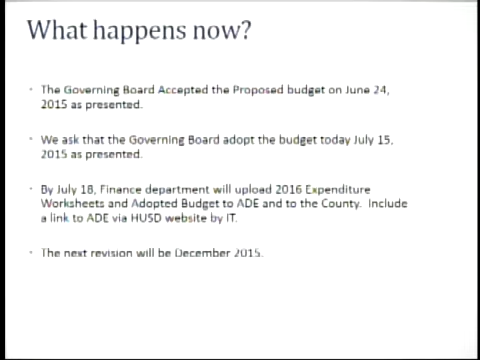 What happens now?
The Governing Board Accepted the Proposed budget on June 24,
2015 as presented.
We ask that the Governing Board adopt the budget today July 15,
2015 as presented.
By July 18, Finance department will upload 2016 Expenditure
Worksheets and Adopted Budget to ADE and to the County. Include
a link to ADE via HUSD website by IT.
The next revision will be December 2015.